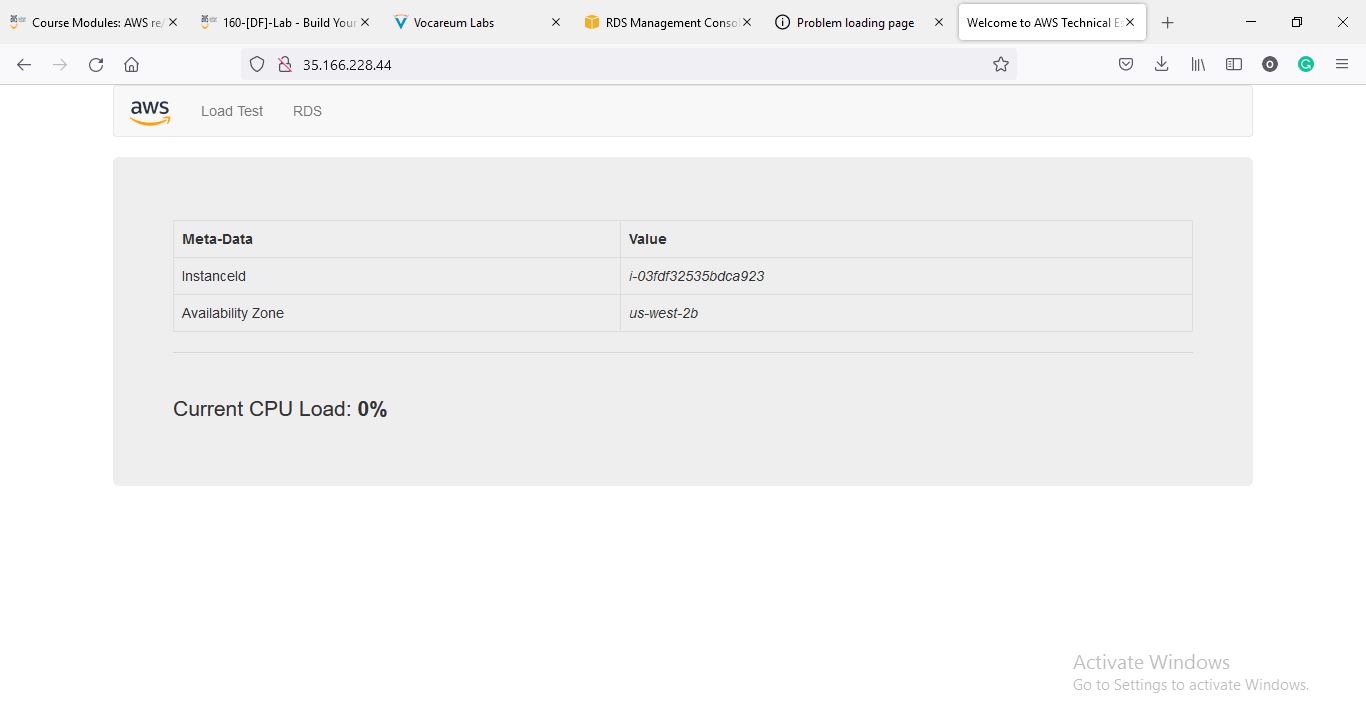 Course Modules: AWS re/
160-[DF]-Lab - Build Your
Vocareum Labs
RDS Management Conso
Problem loading page
Welcome to AWS Technical Es
35.166.228.44
aws Load Test RDS
Meta-Data Value
InstanceId i-03fdf32535bdca923
Availability Zone us-west-2b
Current CPU Load: 0%
Activate Windows
Go to Settings to activate Windows.